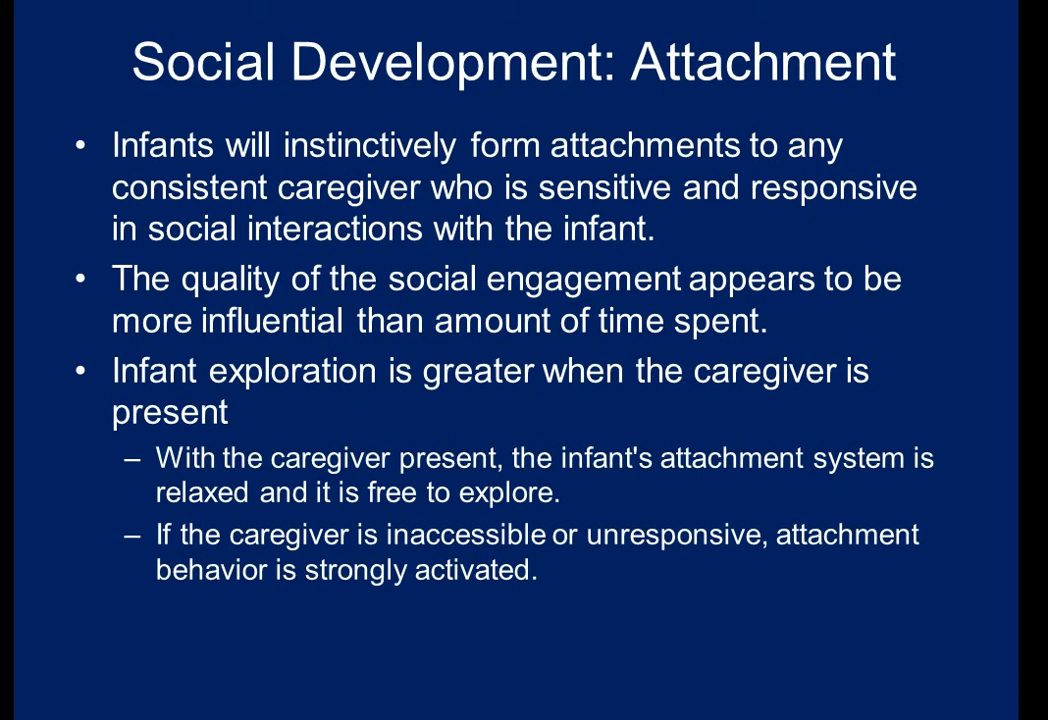 Social Development: Attachment
• Infants will instinctively form attachments to any
consistent caregiver who is sensitive and responsive
in social interactions with the infant.
• The quality of the social engagement appears to be
more influential than amount of time spent.
• Infant exploration is greater when the caregiver is
present
– With the caregiver present, the infant's attachment system is
relaxed and it is free to explore.
– If the caregiver is inaccessible or unresponsive, attachment
behavior is strongly activated.